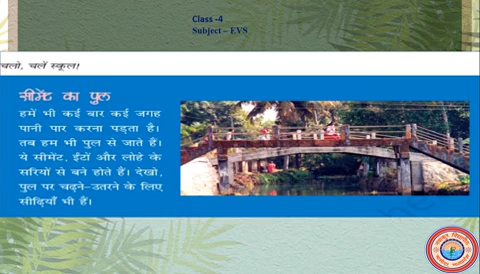 Class -4
Subject – EVS
चलो, चलें स्कूल!
सीमेंट का पुल
हमें भी कई बार कई जगह
पानी पार करना पड़ता है।
तब हम भी पुल से जाते हैं।
ये सीमेंट, ईंटों और लोहे के
सरियों से बने होते हैं। देखो,
पुल पर चढ़ने-उतरने के लिए
सीढ़ियाँ भी हैं।